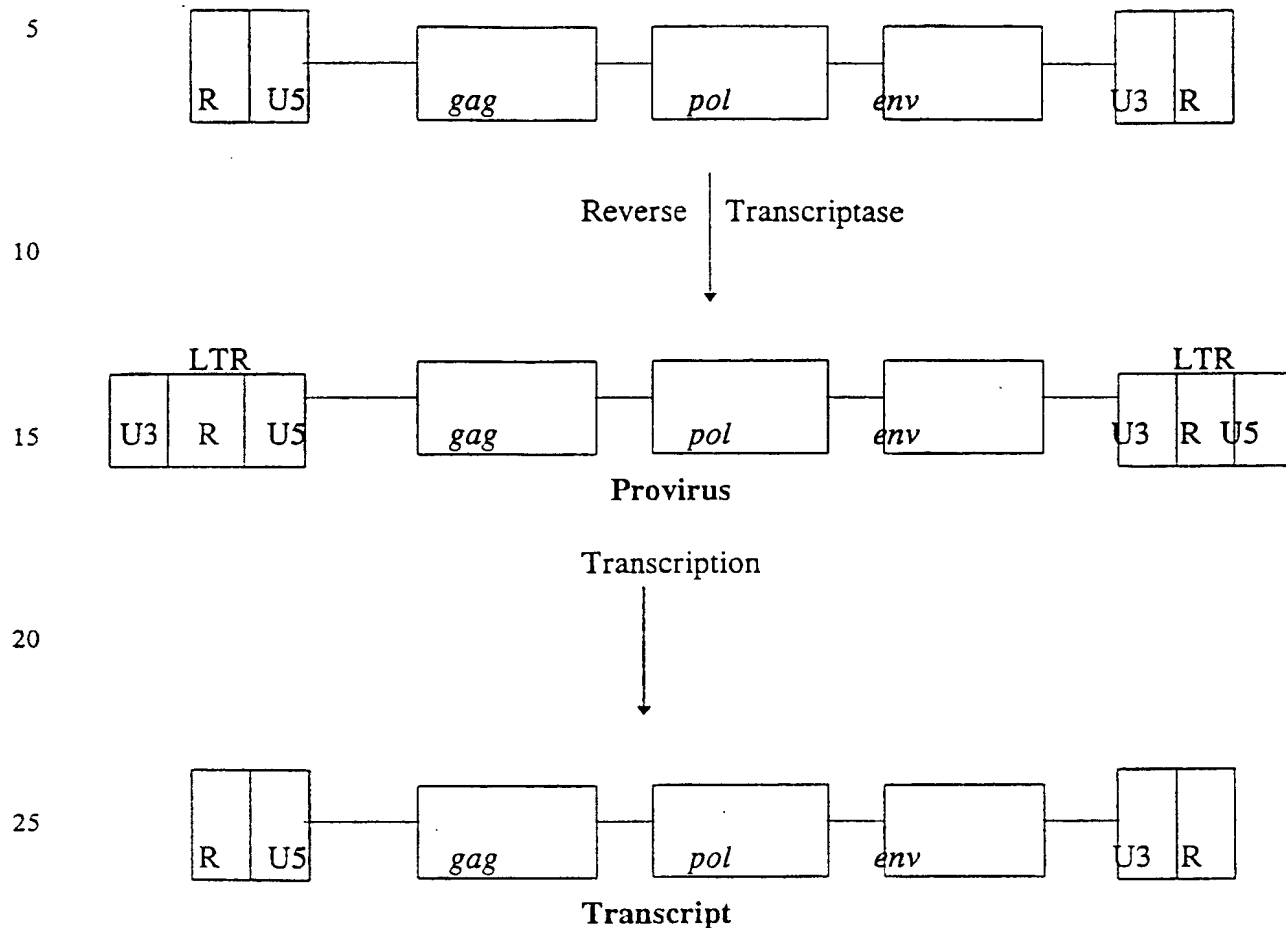 5
R U5 gag pol env U3 R
Reverse Transcriptase
10
LTR LTR
15 U3 R U5 gag pol env U3 R U5
Provirus
Transcription
20
25
R U5 gag pol env U3 R
Transcript